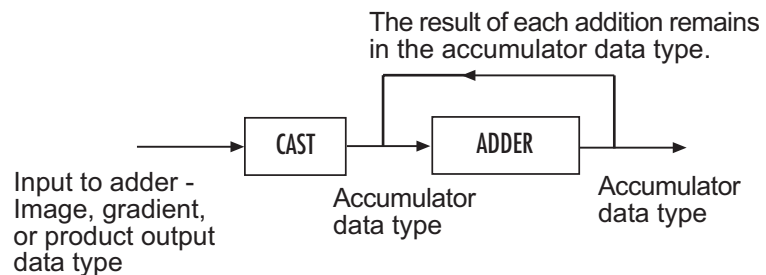 The result of each addition remains
in the accumulator data type.
CAST
ADDER
Input to adder -
Image, gradient,
or product output
data type
Accumulator
data type
Accumulator
data type